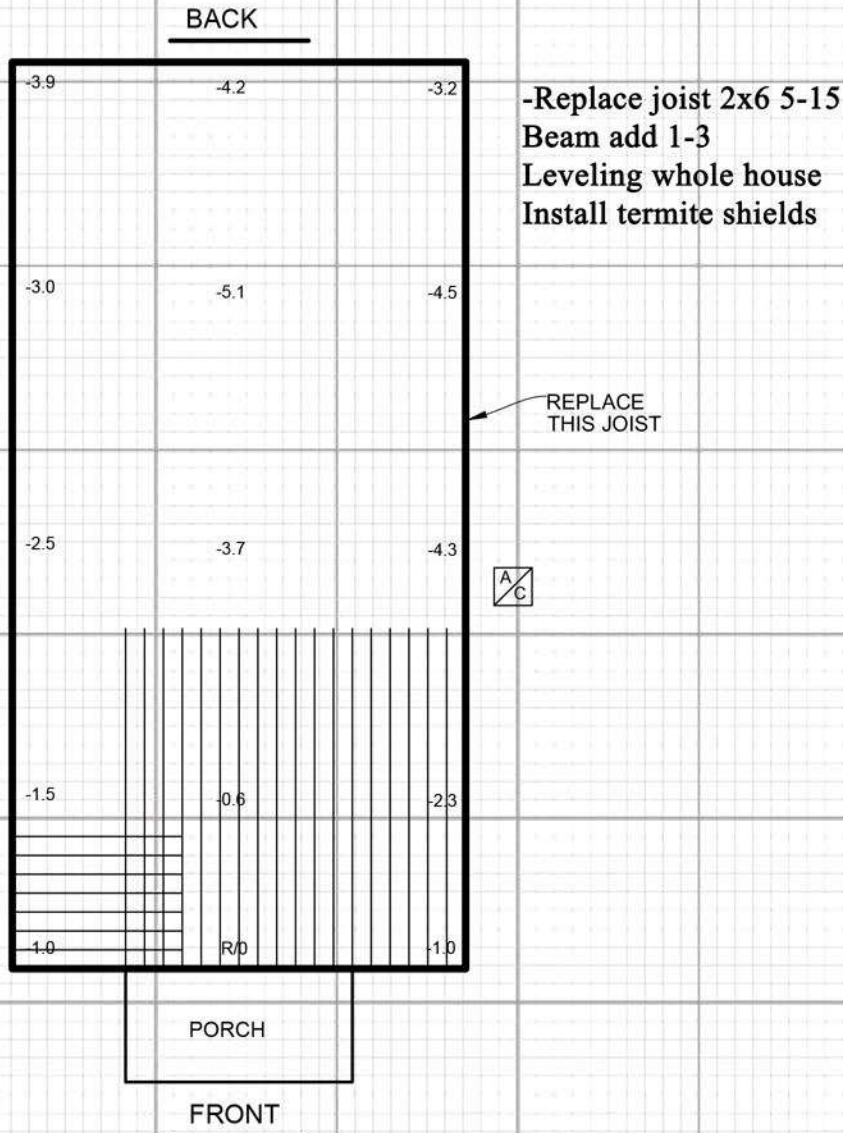 BACK
-3.9 -4.2 -3.2
-Replace joist 2x6 5-15
Beam add 1-3
Leveling whole house
Install termite shields
-3.0 -5.1 -4.5
REPLACE
THIS JOIST
-2.5 -3.7 -4.3
A/C
-1.5 -0.6 -2.3
-1.0 R/0 -1.0
PORCH
FRONT